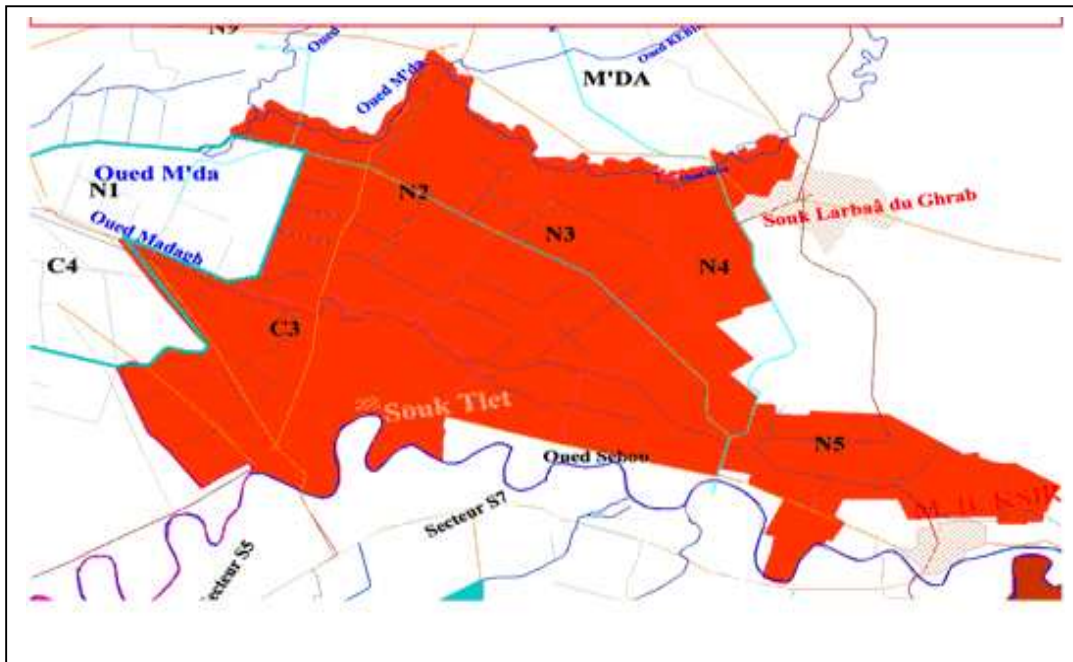 N9
Oued
Oued KEBIR
Oued M'da
M'DA
Oued M'da
N1
N2
Souk Larbaâ du Ghrab
Oued Madagh
N3
C4
N4
C3
Souk Tlet
N5
Oued Sebou
Secteur S7
Secteur S5